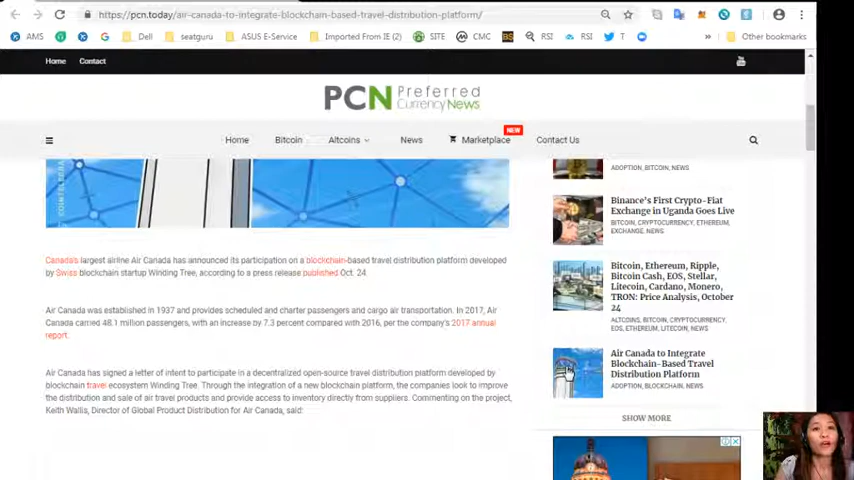 https://pcn.today/air-canada-to-integrate-blockchain-based-travel-distribution-platform/
AMS
Dell
seatguru
ASUS E-Service
Imported From IE (2)
SITE
CMC
BS
RSI
RSI
T
»
Other bookmarks
Home
Contact
PCN Preferred
Currency News
NEW
Home
Bitcoin
Altcoins
News
Marketplace
Contact Us
ADOPTION, BITCOIN, NEWS
Binance's First Crypto-Fiat
Exchange in Uganda Goes Live
BITCOIN, CRYPTOCURRENCY, ETHEREUM,
EXCHANGE, NEWS
Canada's largest airline Air Canada has announced its participation on a blockchain-based travel distribution platform developed
by Swiss blockchain startup Winding Tree, according to a press release published Oct. 24.
Bitcoin, Ethereum, Ripple,
Bitcoin Cash, EOS, Stellar,
Litecoin, Cardano, Monero,
TRON: Price Analysis, October
24
ALTCOINS, BITCOIN, CRYPTOCURRENCY,
EOS, ETHEREUM, LITECOIN, NEWS
Air Canada was established in 1937 and provides scheduled and charter passengers and cargo air transportation. In 2017, Air
Canada carried 48.1 million passengers, with an increase by 7.3 percent compared with 2016, per the company's 2017 annual
report.
Air Canada to Integrate
Blockchain-Based Travel
Distribution Platform
ADOPTION, BLOCKCHAIN, NEWS
Air Canada has signed a letter of intent to participate in a decentralized open-source travel distribution platform developed by
blockchain travel ecosystem Winding Tree. Through the integration of a new blockchain platform, the companies look to improve
the distribution and sale of air travel products and provide access to inventory directly from suppliers. Commenting on the project,
Keith Wallis, Director of Global Product Distribution for Air Canada, said:
SHOW MORE